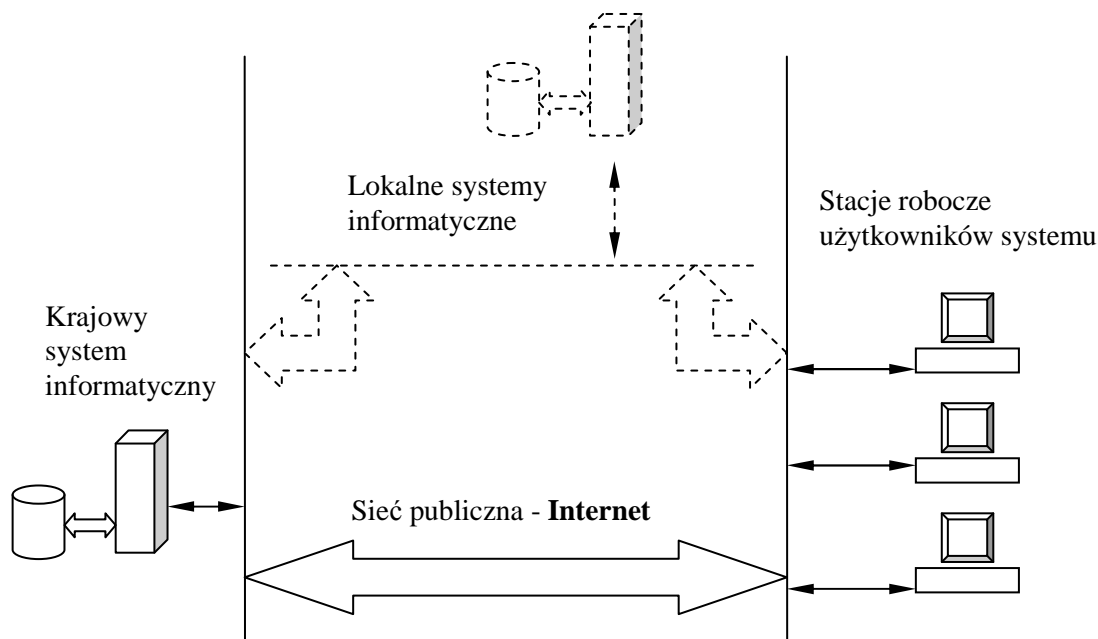 Lokalne systemy
informatyczne
Stacje robocze
użytkowników systemu
Krajowy
system
informatyczny
Sieć publiczna - Internet